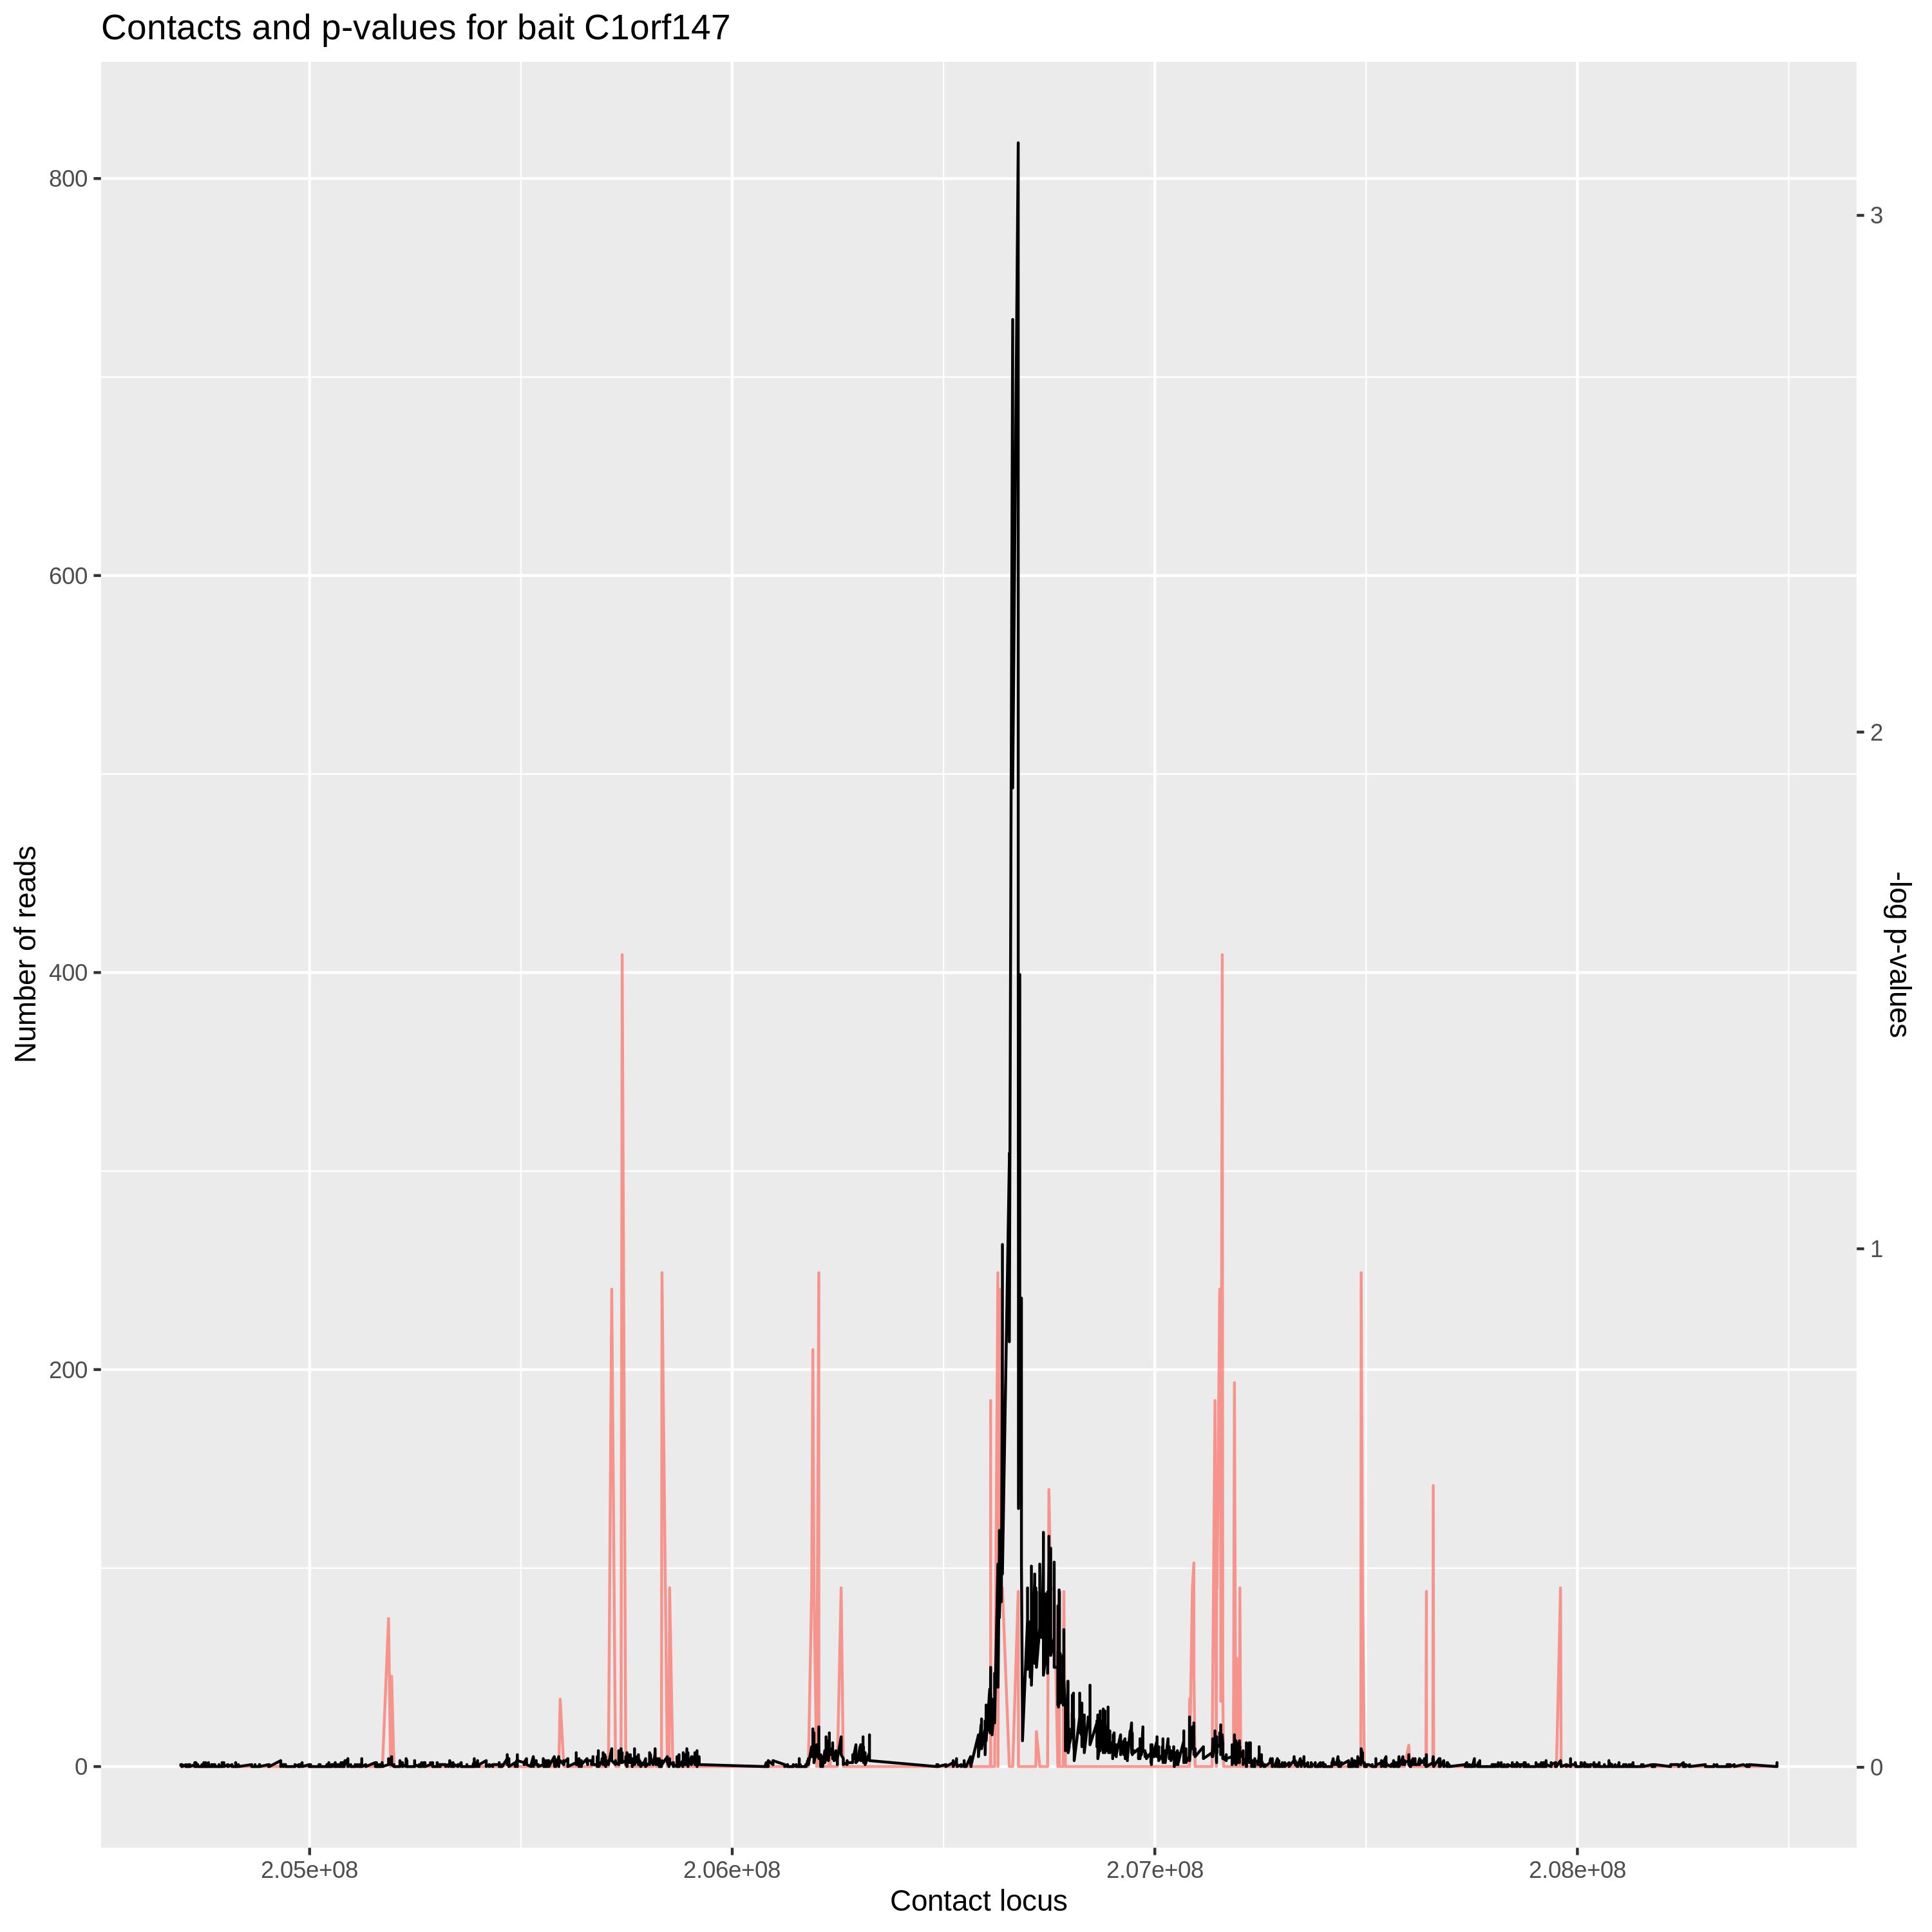 Contacts and p-values for bait C1orf147
800
600
400
200
0
Number of reads
3
2
1
0
-log p-values
2.05e+08
2.06e+08
2.07e+08
2.08e+08
Contact locus